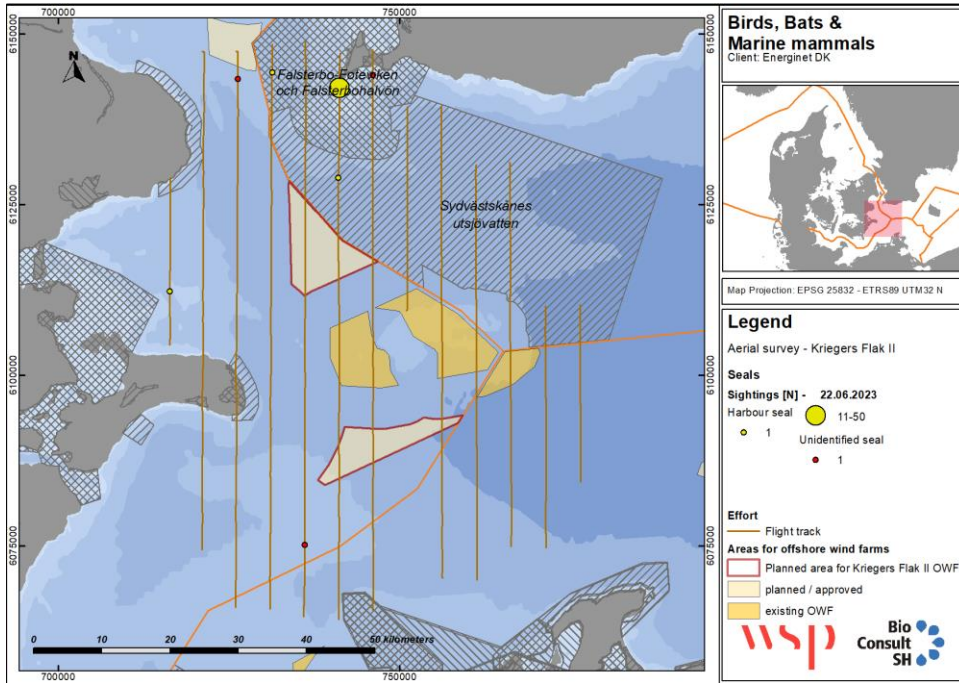 700000
750000
6150000
6150000
N
Falsterbo-Foteviken
och Falsterbohalvön
6125000
6125000
Sydvästskånes
utsjövatten
6100000
6100000
6075000
6075000
0 10 20 30 40 50 kilometers
700000
750000
Birds, Bats &
Marine mammals
Client: Energinet DK
Map Projection: EPSG 25832 - ETRS89 UTM32 N
Legend
Aerial survey - Kriegers Flak II
Seals
Sightings [N] - 22.06.2023
Harbour seal
1
11-50
Unidentified seal
1
Effort
Flight track
Areas for offshore wind farms
Planned area for Kriegers Flak II OWF
planned / approved
existing OWF
wsp
Bio
Consult
SH